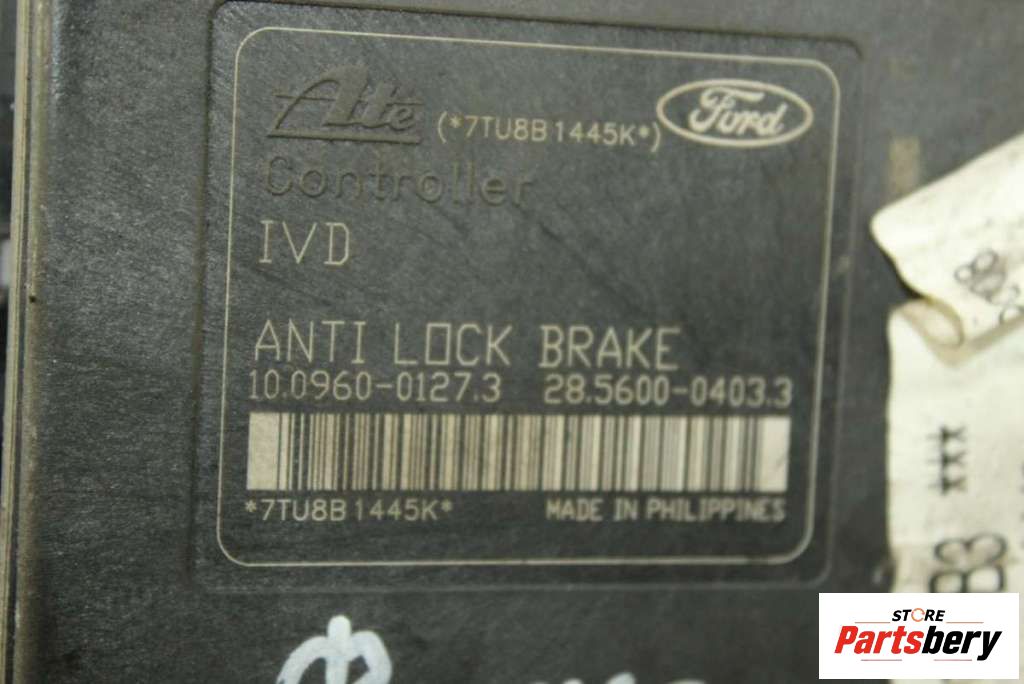 Ate (*7TU8B1445K*) Ford
Controller
IVD
ANTI LOCK BRAKE
10.0960-0127.3 28.5600-0403.3
*7TU8B1445K* MADE IN PHILIPPINES
***
B3
STORE
Partsbery